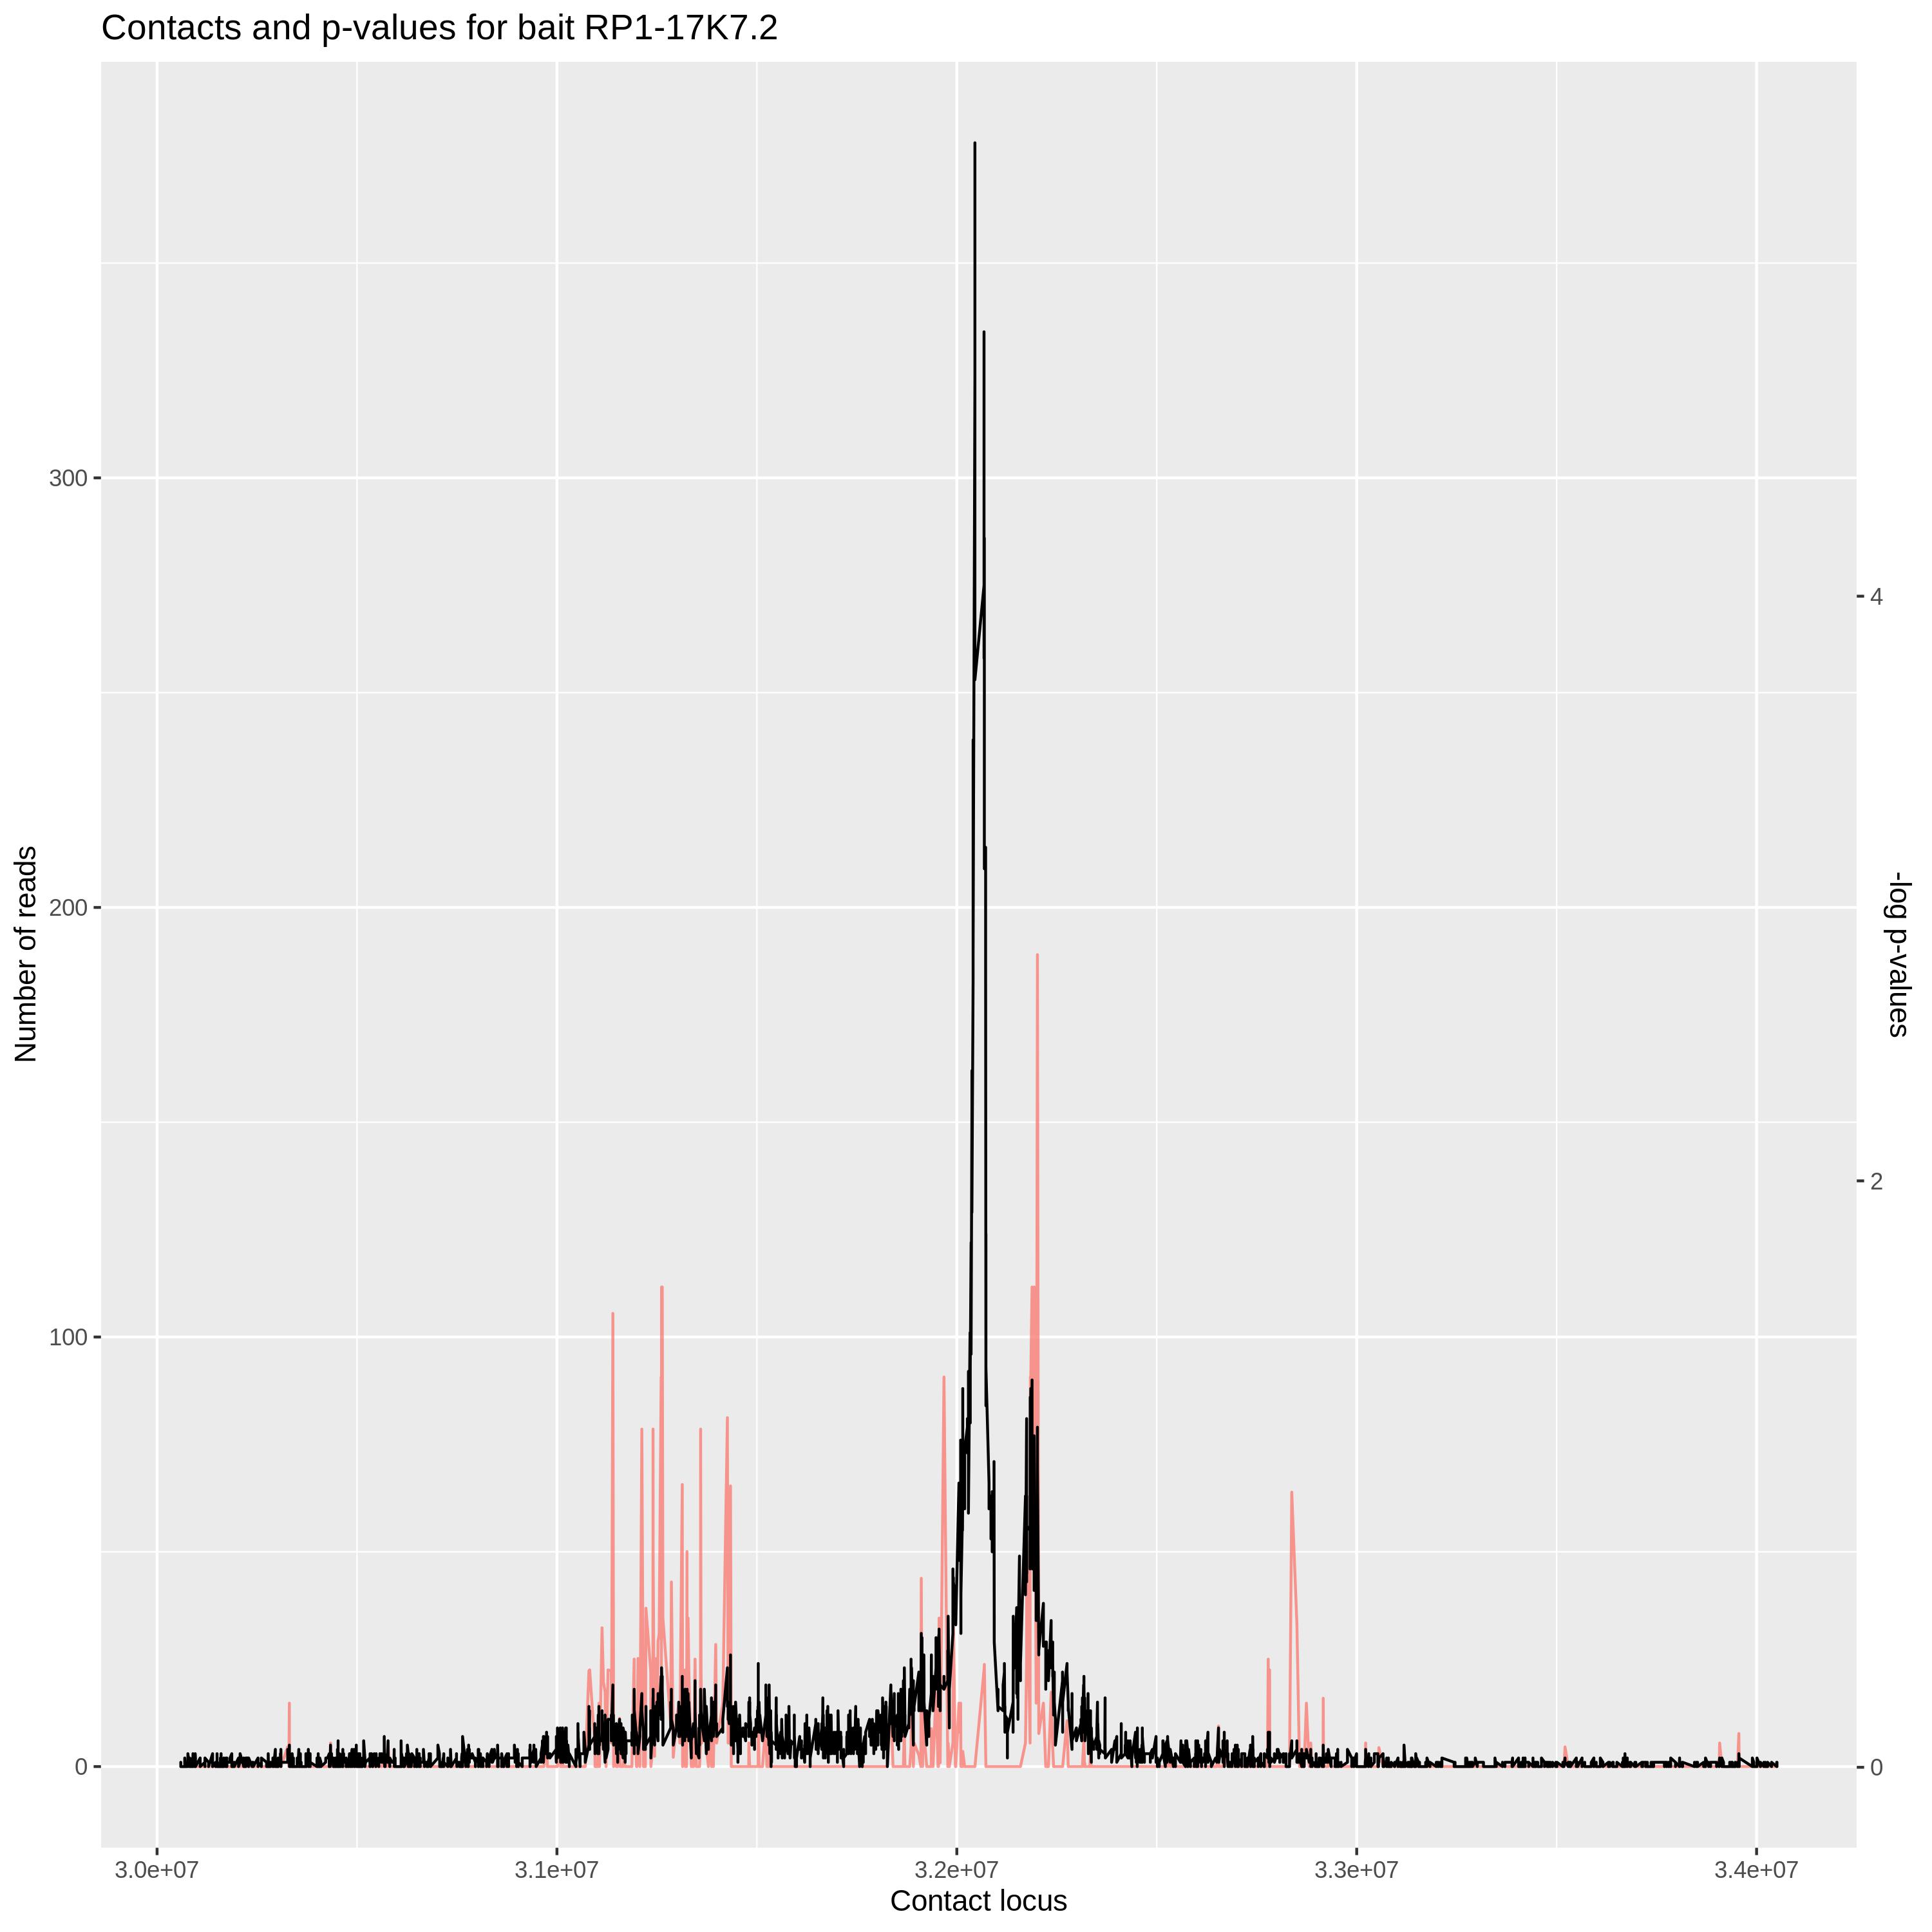 Contacts and p-values for bait RP1-17K7.2
Number of reads
300
200
100
0
4
2
0
-log p-values
3.0e+07 3.1e+07 3.2e+07 3.3e+07 3.4e+07
Contact locus